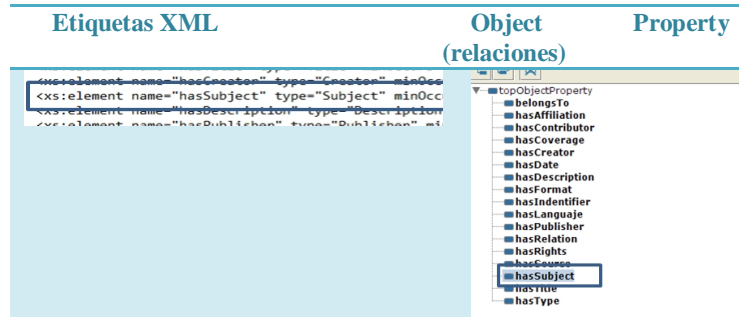 Etiquetas XML
Object Property
(relaciones)
<xs:element name="hasCreator" type="Creator" minOcc
<xs:element name="hasSubject" type="Subject" minOcc
<xs:element name="hasDescription" type="Description"
<xs:element name="hasPublisher" type="Publisher" mi
topObjectProperty
belongsTo
hasAffiliation
hasContributor
hasCoverage
hasCreator
hasDate
hasDescription
hasFormat
hasIndentifier
hasLanguaje
hasPublisher
hasRelation
hasRights
hasSource
hasSubject
hasTitle
hasType